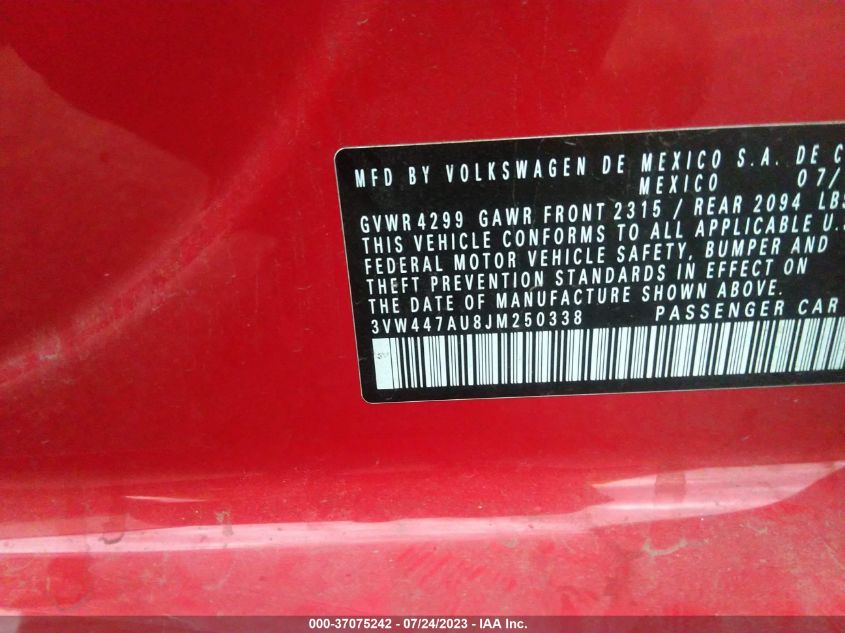 MFD BY VOLKSWAGEN DE MEXICO S.A. DE C
MEXICO 07/
GVWR 4299 GAWR FRONT 2315 / REAR 2094 LBS
THIS VEHICLE CONFORMS TO ALL APPLICABLE U.S
FEDERAL MOTOR VEHICLE SAFETY, BUMPER AND
THEFT PREVENTION STANDARDS IN EFFECT ON
THE DATE OF MANUFACTURE SHOWN ABOVE.
3VW447AU8JM250338 PASSENGER CAR
000-37075242 - 07/24/2023 - IAA Inc.